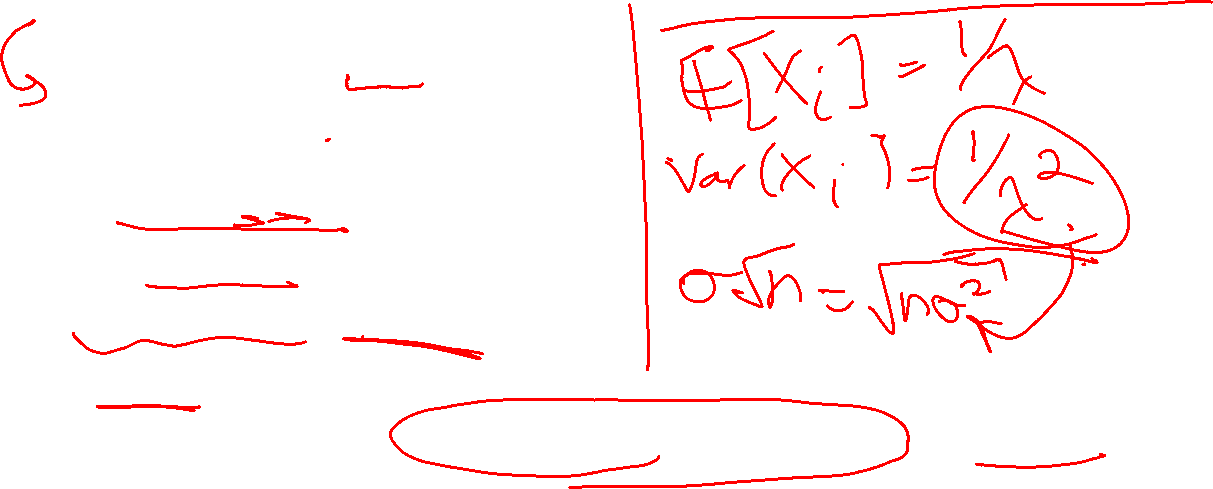 E[Xi] = 1/λ
Var(Xi) = 1/λ²
σ√n = √nσ²